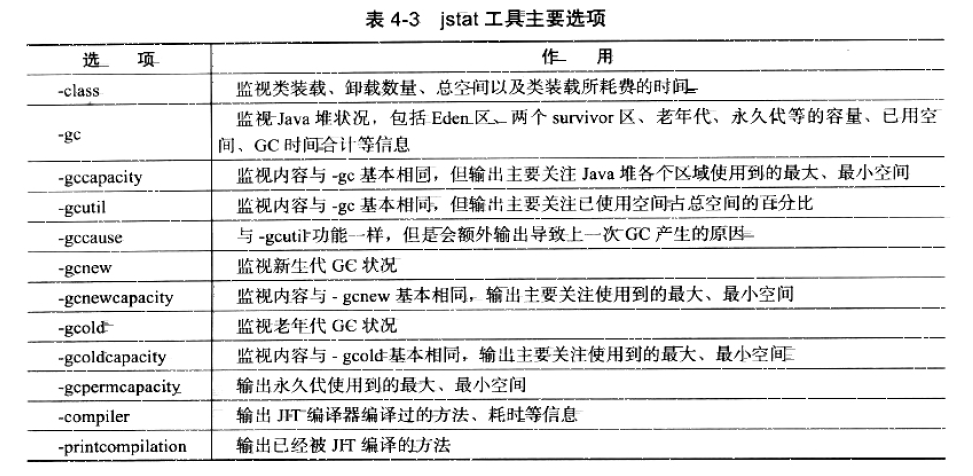 表 4-3 jstat 工具主要选项
选 项 作 用
-class 监视类装载、卸载数量、总空间以及类装载所耗费的时间
-gc 监视 Java 堆状况，包括 Eden 区、两个 survivor 区、老年代、永久代等的容量、已用空
间、GC 时间合计等信息
-gccapacity 监视内容与 -gc 基本相同，但输出主要关注 Java 堆各个区域使用到的最大、最小空间
-gcutil 监视内容与 -gc 基本相同，但输出主要关注已使用空间占总空间的百分比
-gccause 与 -gcutil 功能一样，但是会额外输出导致上一次 GC 产生的原因
-gcnew 监视新生代 GC 状况
-gcnewcapacity 监视内容与 - gcnew 基本相同，输出主要关注使用到的最大、最小空间
-gcold 监视老年代 GC 状况
-gcoldcapacity 监视内容与 - gcold 基本相同，输出主要关注使用到的最大、最小空间
-gcpermcapacity 输出永久代使用到的最大、最小空间
-compiler 输出 JIT 编译器编译过的方法、耗时等信息
-printcompilation 输出已经被 JIT 编译的方法